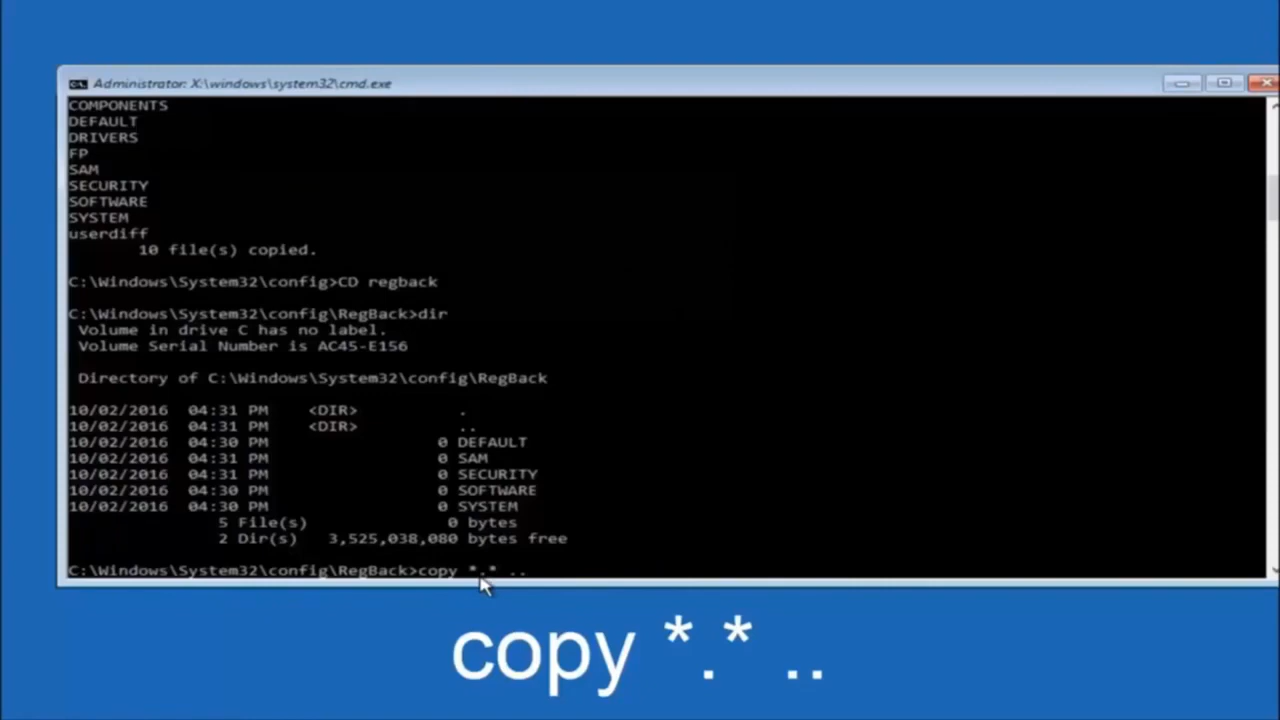 Administrator: X:\windows\system32\cmd.exe
COMPONENTS
DEFAULT
DRIVERS
FP
SAM
SECURITY
SOFTWARE
SYSTEM
userdiff
10 file(s) copied.
C:\Windows\System32\config>CD regback
C:\Windows\System32\config\RegBack>dir
Volume in drive C has no label.
Volume Serial Number is AC45-E156
Directory of C:\Windows\System32\config\RegBack
10/02/2016 04:31 PM <DIR> .
10/02/2016 04:31 PM <DIR> ..
10/02/2016 04:30 PM 0 DEFAULT
10/02/2016 04:31 PM 0 SAM
10/02/2016 04:31 PM 0 SECURITY
10/02/2016 04:30 PM 0 SOFTWARE
10/02/2016 04:30 PM 0 SYSTEM
5 File(s) 0 bytes
2 Dir(s) 3,525,038,080 bytes free
C:\Windows\System32\config\RegBack>copy *.* ..
copy *.* ..